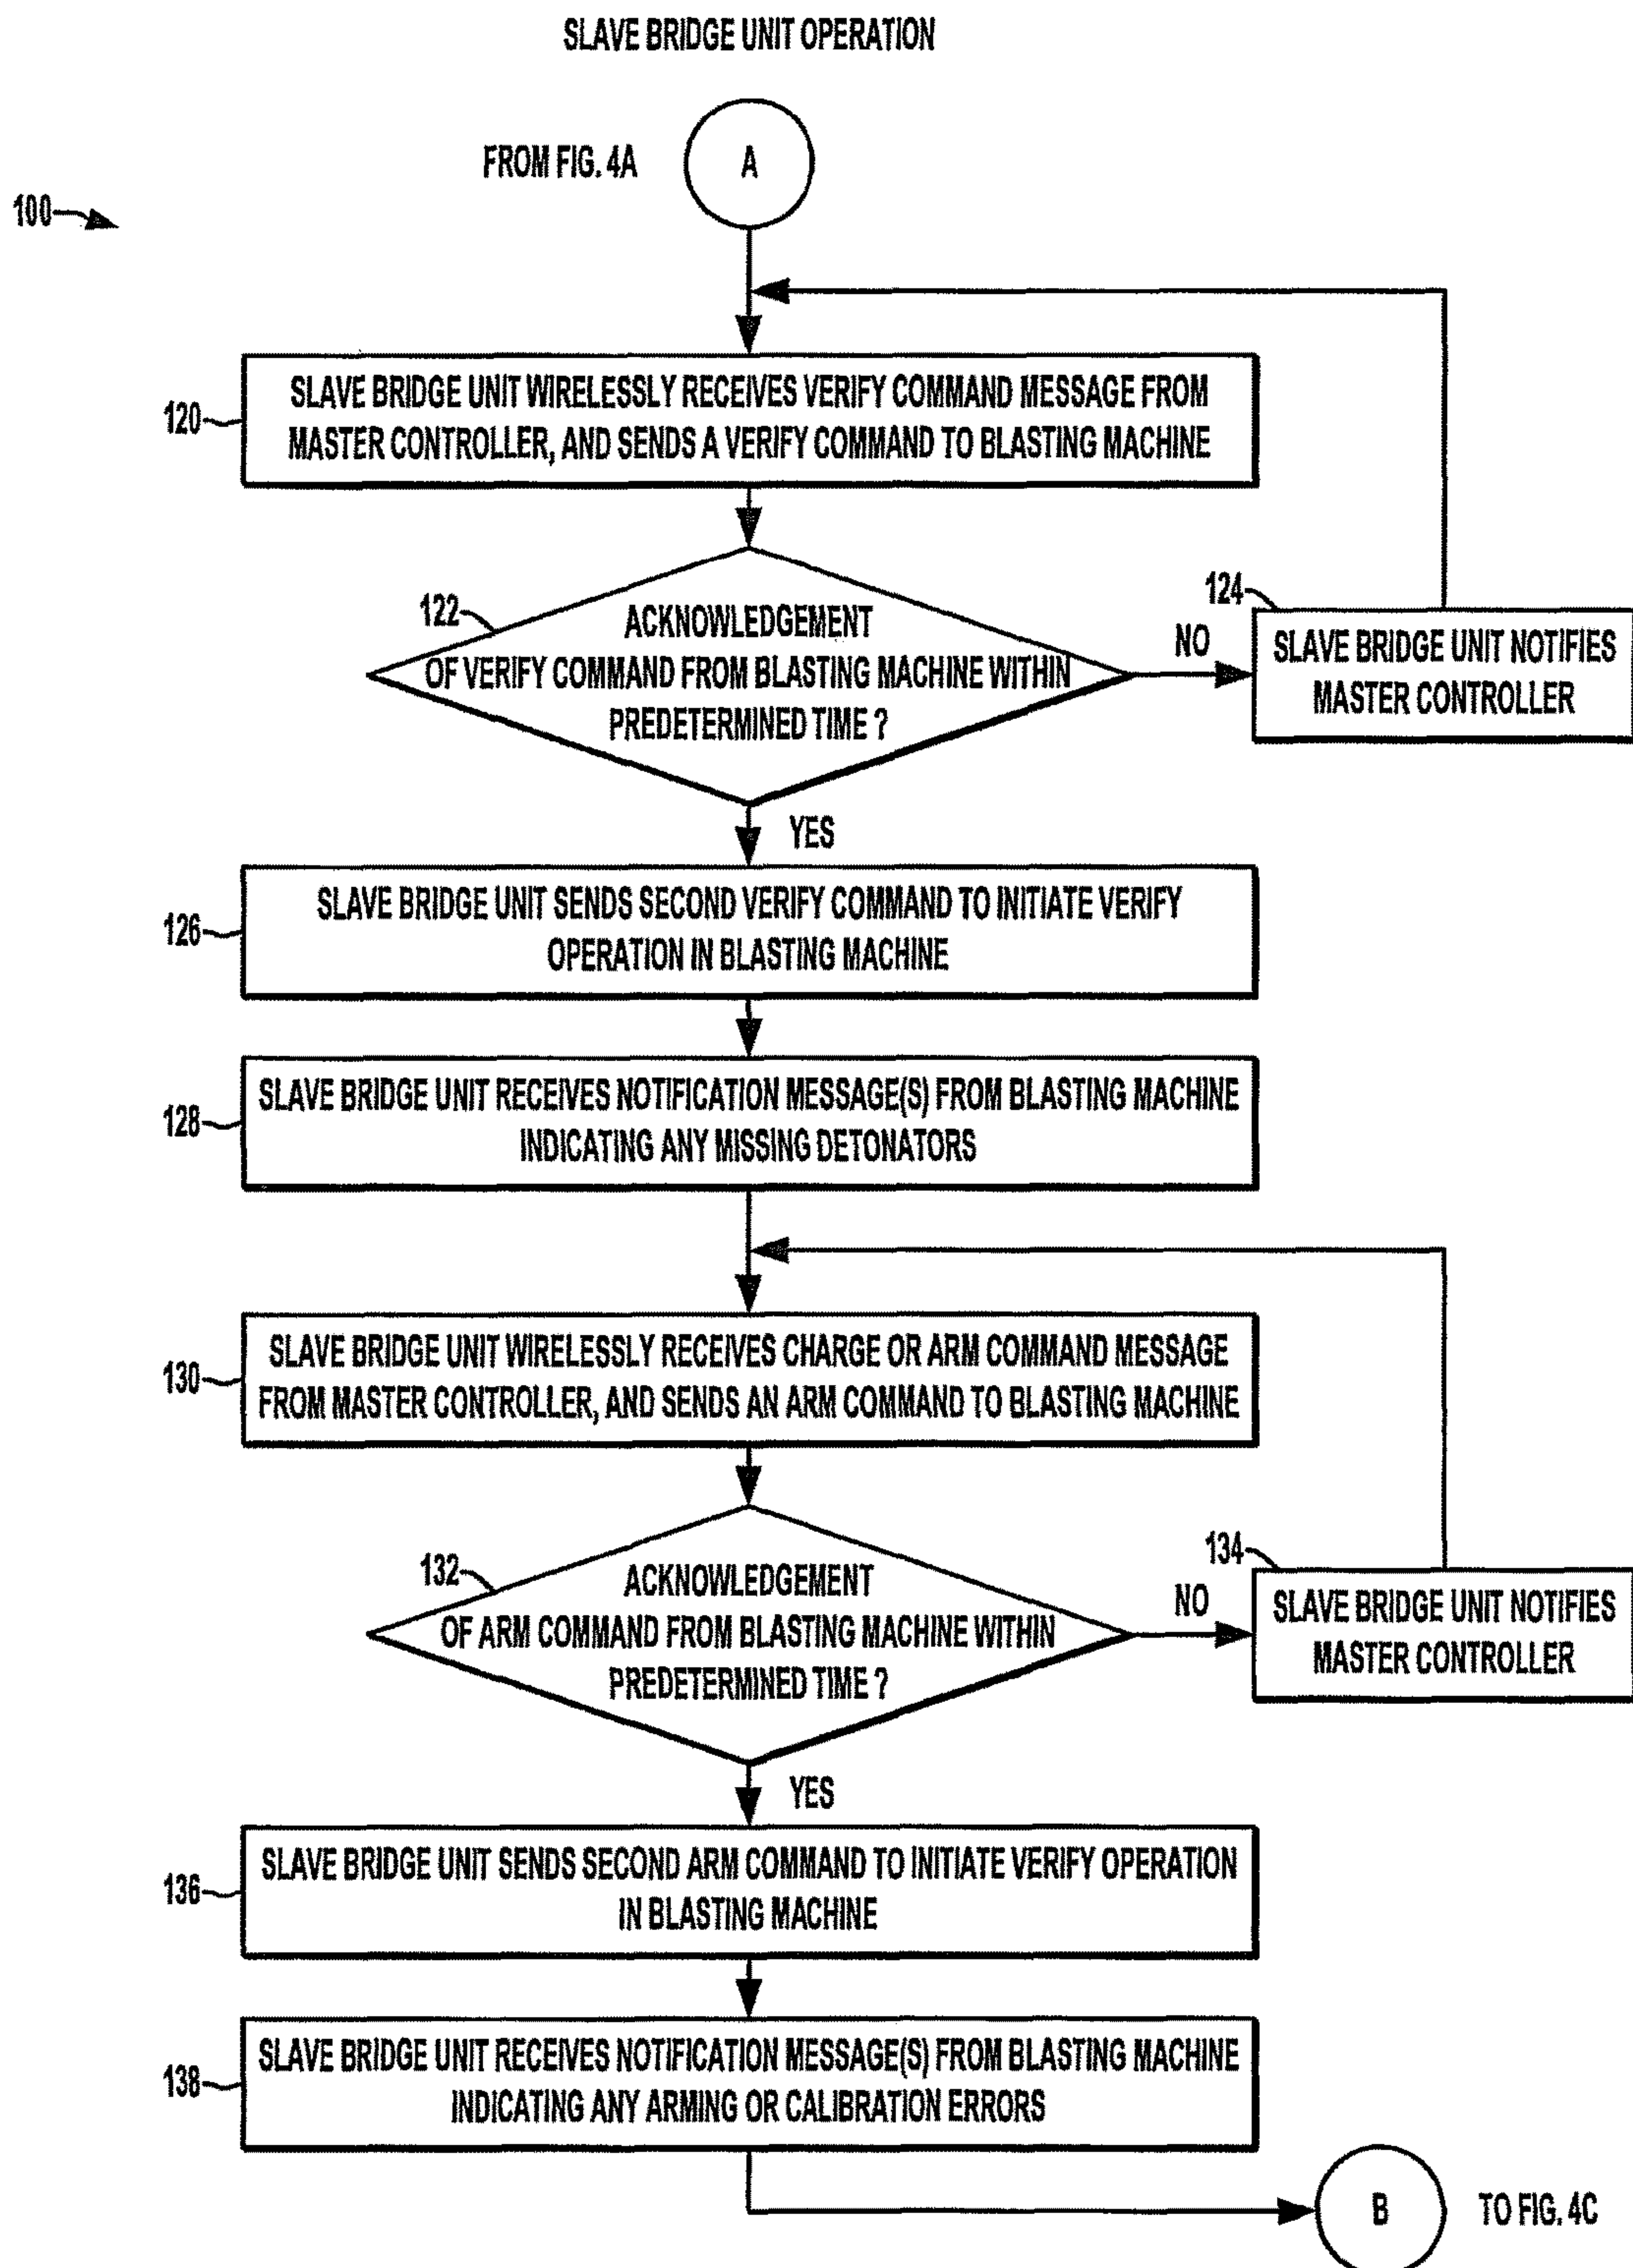 SLAVE BRIDGE UNIT OPERATION
FROM FIG. 4A
A
100
120
SLAVE BRIDGE UNIT WIRELESSLY RECEIVES VERIFY COMMAND MESSAGE FROM
MASTER CONTROLLER, AND SENDS A VERIFY COMMAND TO BLASTING MACHINE
122
ACKNOWLEDGEMENT
OF VERIFY COMMAND FROM BLASTING MACHINE WITHIN
PREDETERMINED TIME ?
NO
124
SLAVE BRIDGE UNIT NOTIFIES
MASTER CONTROLLER
YES
126
SLAVE BRIDGE UNIT SENDS SECOND VERIFY COMMAND TO INITIATE VERIFY
OPERATION IN BLASTING MACHINE
128
SLAVE BRIDGE UNIT RECEIVES NOTIFICATION MESSAGE(S) FROM BLASTING MACHINE
INDICATING ANY MISSING DETONATORS
130
SLAVE BRIDGE UNIT WIRELESSLY RECEIVES CHARGE OR ARM COMMAND MESSAGE
FROM MASTER CONTROLLER, AND SENDS AN ARM COMMAND TO BLASTING MACHINE
132
ACKNOWLEDGEMENT
OF ARM COMMAND FROM BLASTING MACHINE WITHIN
PREDETERMINED TIME ?
NO
134
SLAVE BRIDGE UNIT NOTIFIES
MASTER CONTROLLER
YES
136
SLAVE BRIDGE UNIT SENDS SECOND ARM COMMAND TO INITIATE VERIFY OPERATION
IN BLASTING MACHINE
138
SLAVE BRIDGE UNIT RECEIVES NOTIFICATION MESSAGE(S) FROM BLASTING MACHINE
INDICATING ANY ARMING OR CALIBRATION ERRORS
B
TO FIG. 4C